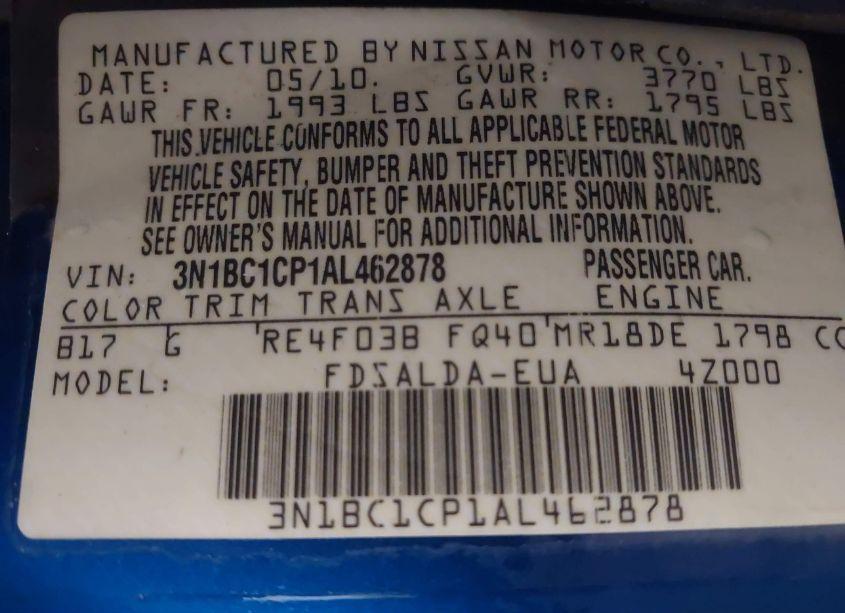 MANUFACTURED BY NISSAN MOTOR CO., LTD.
DATE: 05/10. GVWR: 3770 LBS
GAWR FR: 1993 LBS GAWR RR: 1795 LBS
THIS VEHICLE CONFORMS TO ALL APPLICABLE FEDERAL MOTOR
VEHICLE SAFETY, BUMPER AND THEFT PREVENTION STANDARDS
IN EFFECT ON THE DATE OF MANUFACTURE SHOWN ABOVE.
SEE OWNER'S MANUAL FOR ADDITIONAL INFORMATION.
VIN: 3N1BC1CP1AL462878 PASSENGER CAR.
COLOR TRIM TRANS AXLE ENGINE
B17 G RE4F03B FQ40 MR18DE 1798 CC
MODEL: FDSALDA-EUA 4Z000
3N1BC1CP1AL462878